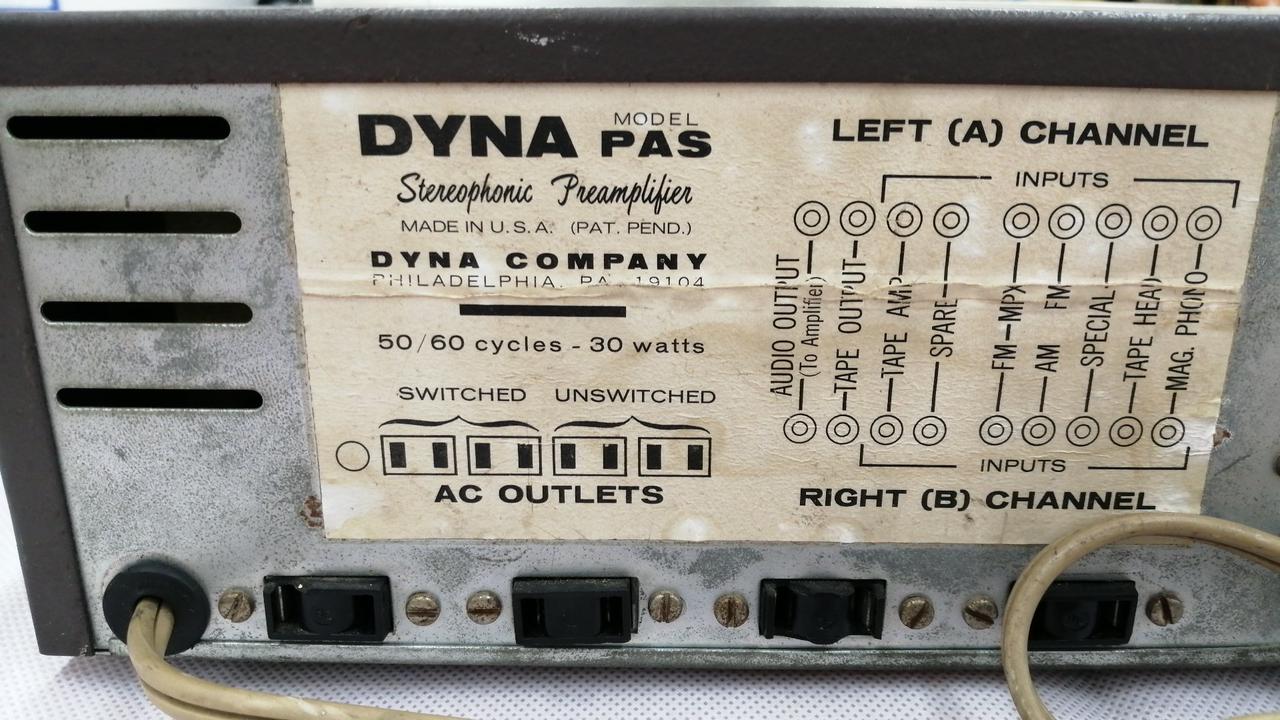 DYNA MODEL PAS
Stereophonic Preamplifier
MADE IN U.S.A. (PAT. PEND.)
DYNA COMPANY
PHILADELPHIA, PA. 19104
50/60 cycles - 30 watts
SWITCHED UNSWITCHED
AC OUTLETS
LEFT (A) CHANNEL
INPUTS
AUDIO OUTPUT
(To Amplifier)
TAPE OUTPUT
TAPE AMP
SPARE
FM-MPX
AM FM
SPECIAL
TAPE HEAD
MAG. PHONO
INPUTS
RIGHT (B) CHANNEL